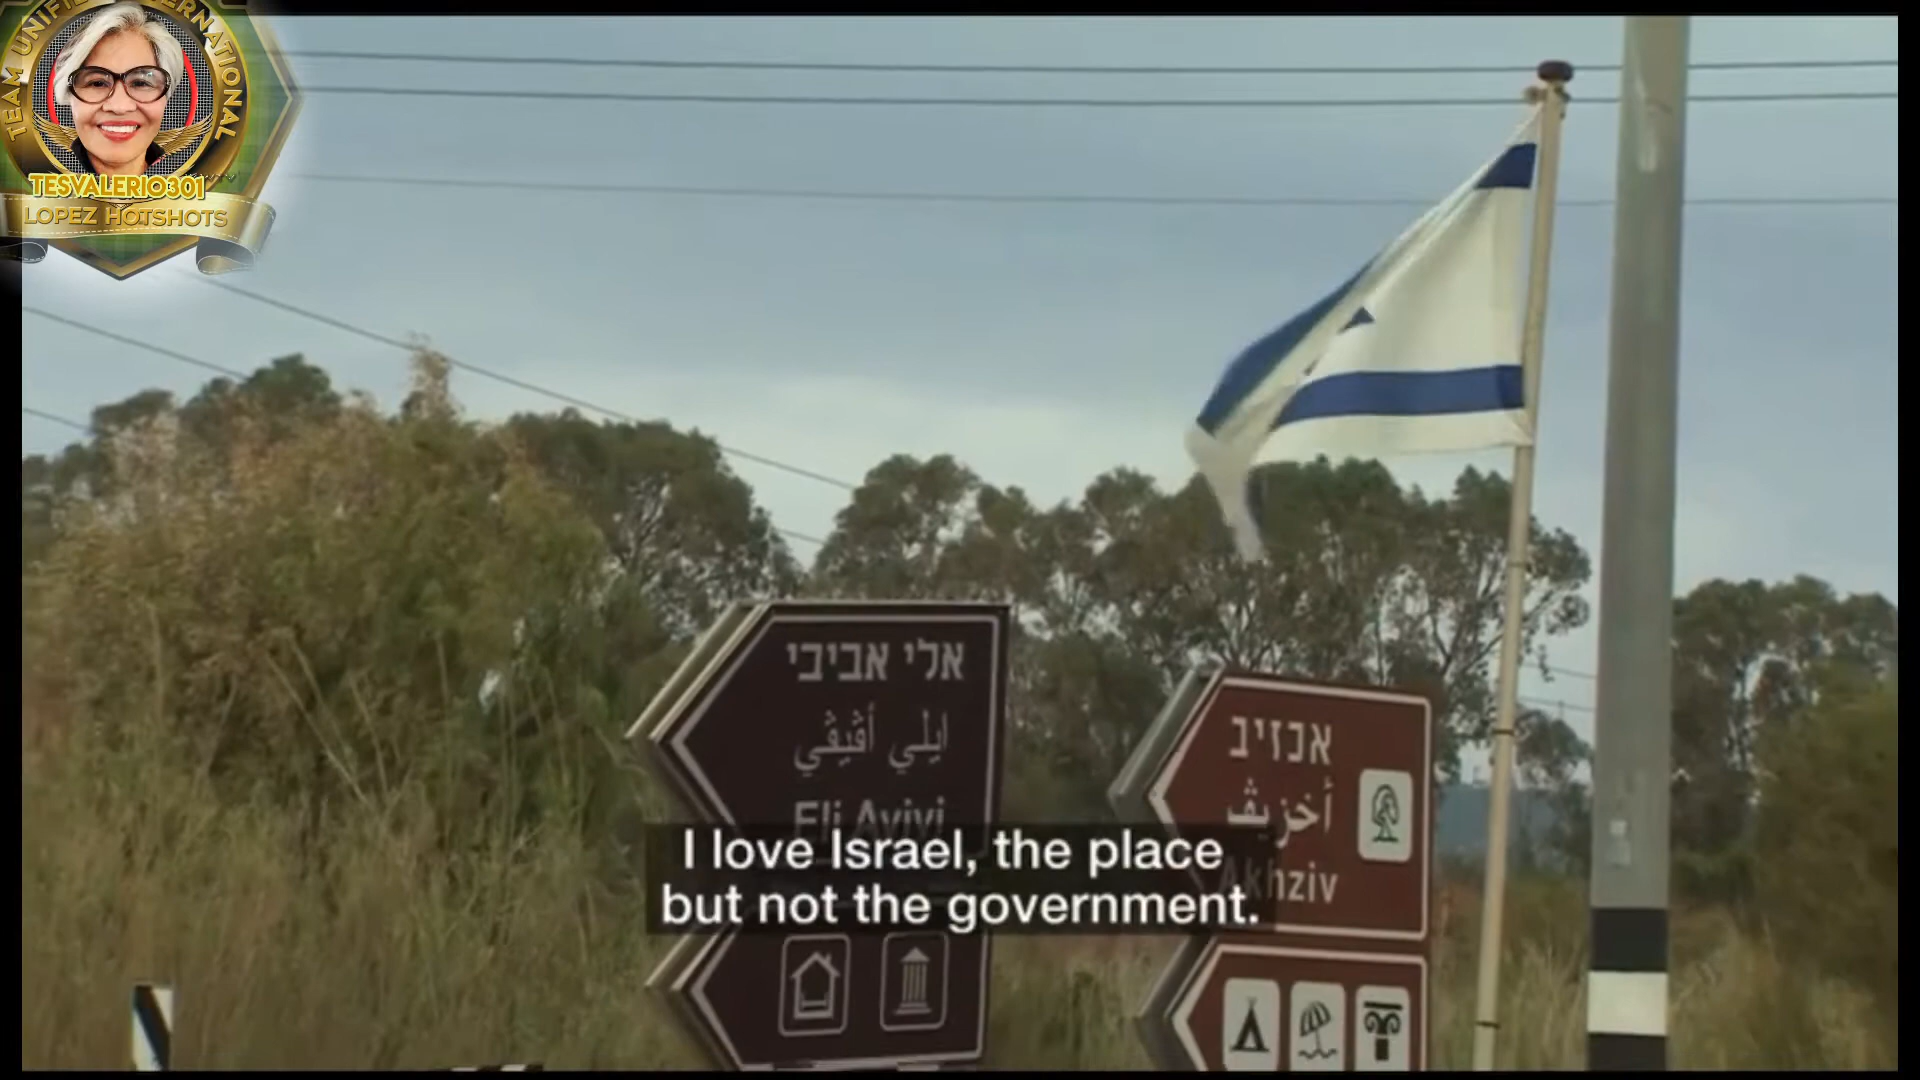 TEAM UNIFIED INTERNATIONAL
TESVALERIO301
LOPEZ HOTSHOTS
אלי אביבי
ايلي أڤيڤي
Eli Avivi
אכזיב
أخزيڤ
Akhziv
I love Israel, the place
but not the government.